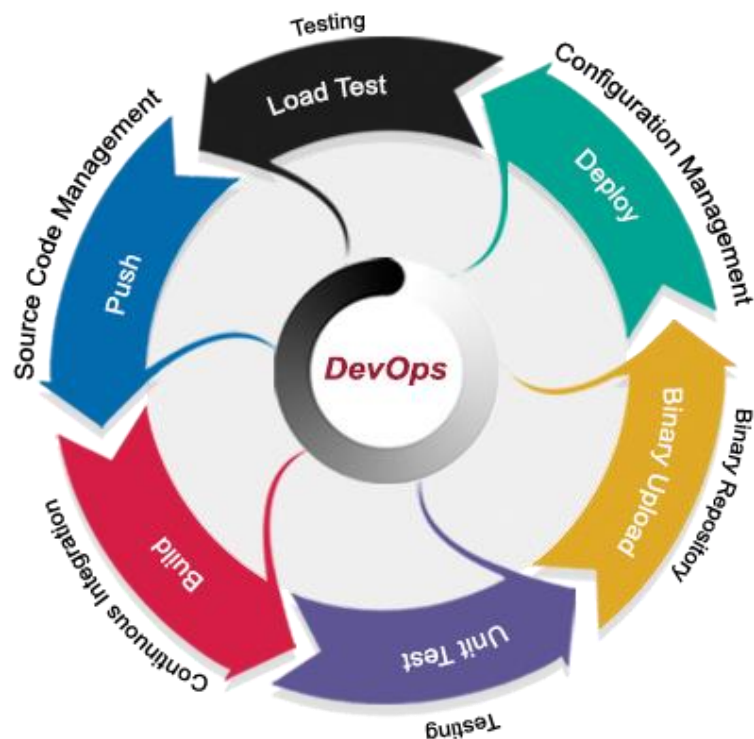 Testing
Load Test
Configuration Management
Deploy
Source Code Management
Push
DevOps
Binary Upload
Binary Repository
Build
Continuous Integration
Unit Test
Testing